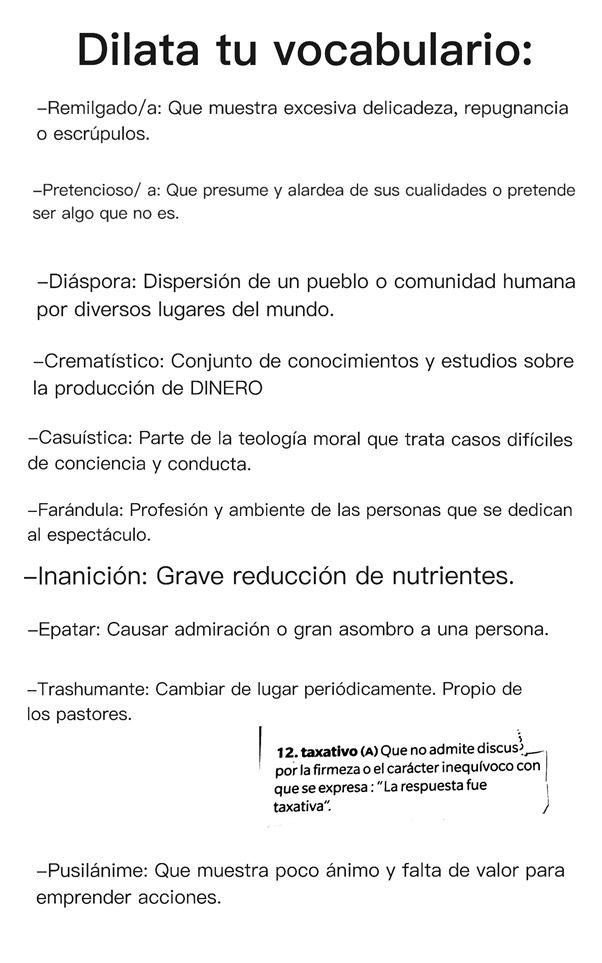 Dilata tu vocabulario:
–Remilgado/a: Que muestra excesiva delicadeza, repugnancia
o escrúpulos.
–Pretencioso/ a: Que presume y alardea de sus cualidades o pretende
ser algo que no es.
–Diáspora: Dispersión de un pueblo o comunidad humana
por diversos lugares del mundo.
–Crematístico: Conjunto de conocimientos y estudios sobre
la producción de DINERO
–Casuística: Parte de la teología moral que trata casos difíciles
de conciencia y conducta.
–Farándula: Profesión y ambiente de las personas que se dedican
al espectáculo.
–Inanición: Grave reducción de nutrientes.
–Epatar: Causar admiración o gran asombro a una persona.
–Trashumante: Cambiar de lugar periódicamente. Propio de
los pastores.
12. taxativo (A) Que no admite
por la firmeza o el carácter inequívoco con
que se expresa : “La respuesta fue
taxativa”.
–Pusilánime: Que muestra poco ánimo y falta de valor para
emprender acciones.